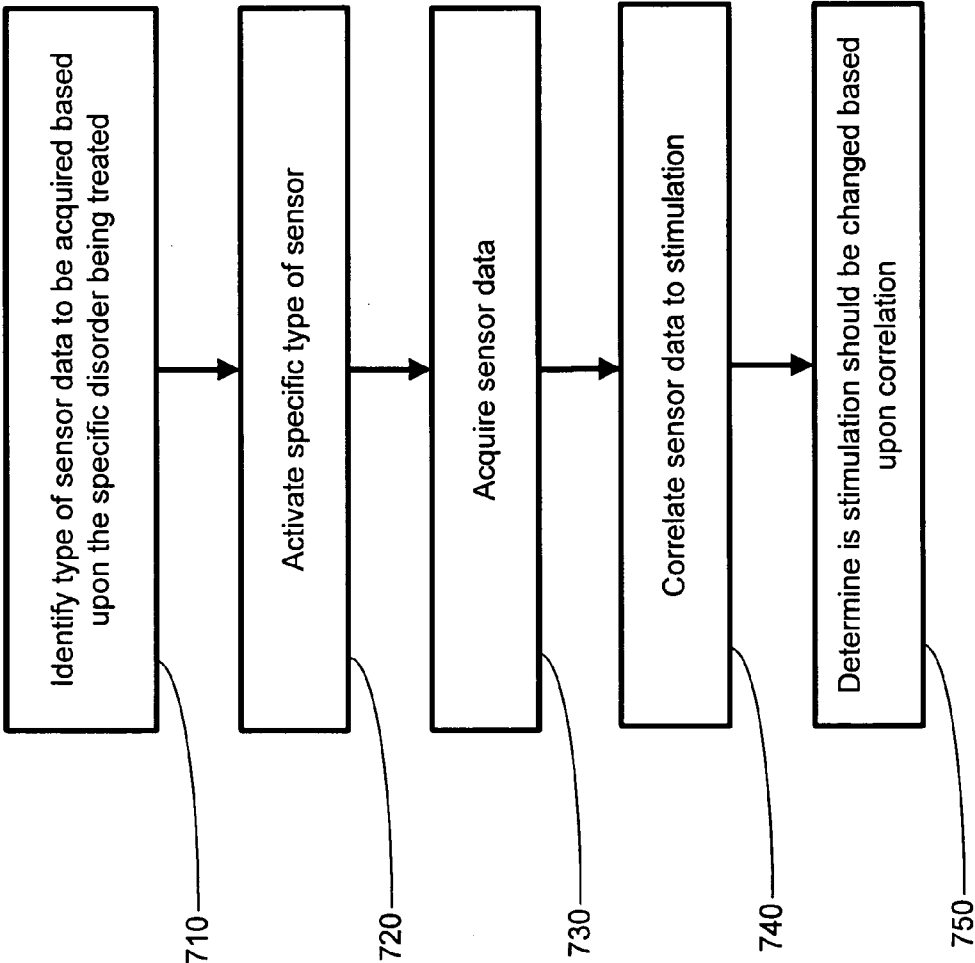 Identify type of sensor data to be acquired based
upon the specific disorder being treated
710
Activate specific type of sensor
720
Acquire sensor data
730
Correlate sensor data to stimulation
740
Determine is stimulation should be changed based
upon correlation
750